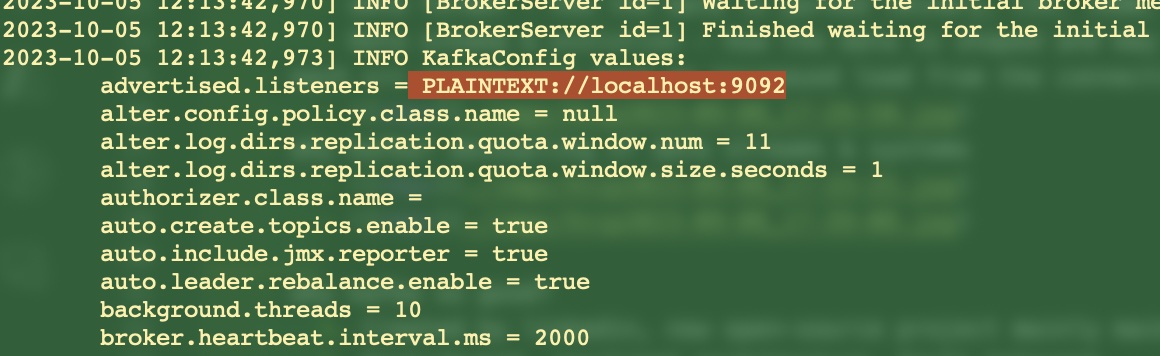 2023-10-05 12:13:42,970] INFO [BrokerServer id=1] Waiting for the initial broker me
2023-10-05 12:13:42,970] INFO [BrokerServer id=1] Finished waiting for the initial
2023-10-05 12:13:42,973] INFO KafkaConfig values:
advertised.listeners = PLAINTEXT://localhost:9092
alter.config.policy.class.name = null
alter.log.dirs.replication.quota.window.num = 11
alter.log.dirs.replication.quota.window.size.seconds = 1
authorizer.class.name =
auto.create.topics.enable = true
auto.include.jmx.reporter = true
auto.leader.rebalance.enable = true
background.threads = 10
broker.heartbeat.interval.ms = 2000